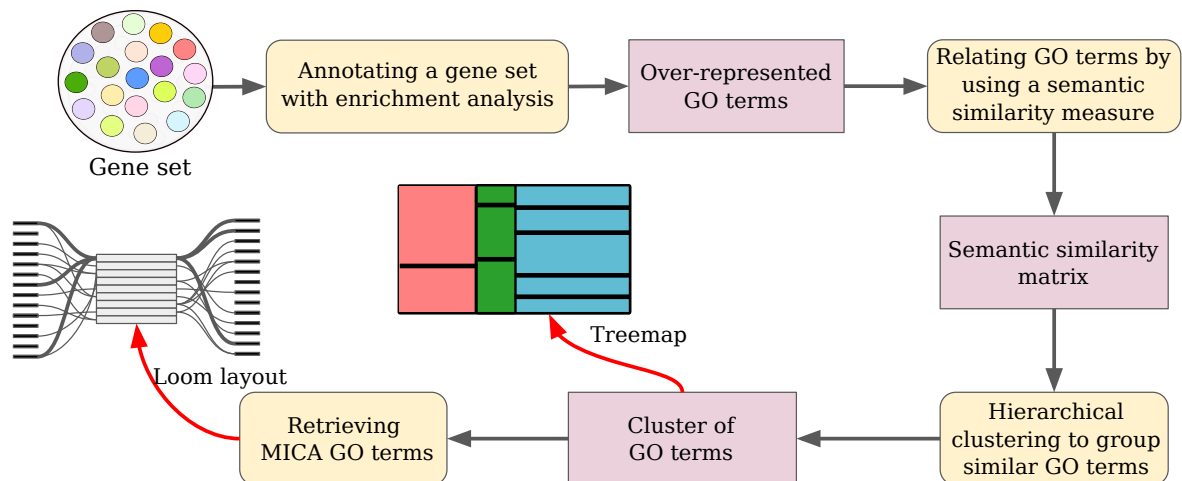 Gene set
Annotating a gene set
with enrichment analysis
Over-represented
GO terms
Relating GO terms by
using a semantic
similarity measure
Semantic similarity
matrix
Hierarchical
clustering to group
similar GO terms
Cluster of
GO terms
Treemap
Retrieving
MICA GO terms
Loom layout